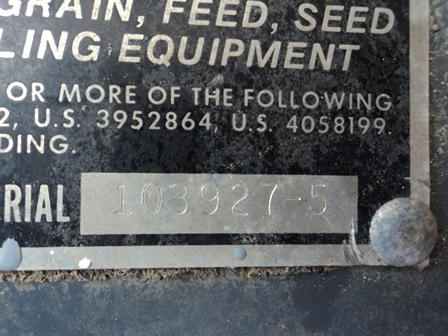 GRAIN, FEED, SEED
LING EQUIPMENT
OR MORE OF THE FOLLOWING
2, U.S. 3952864, U.S. 4058199.
DING.
RIAL 103927-5